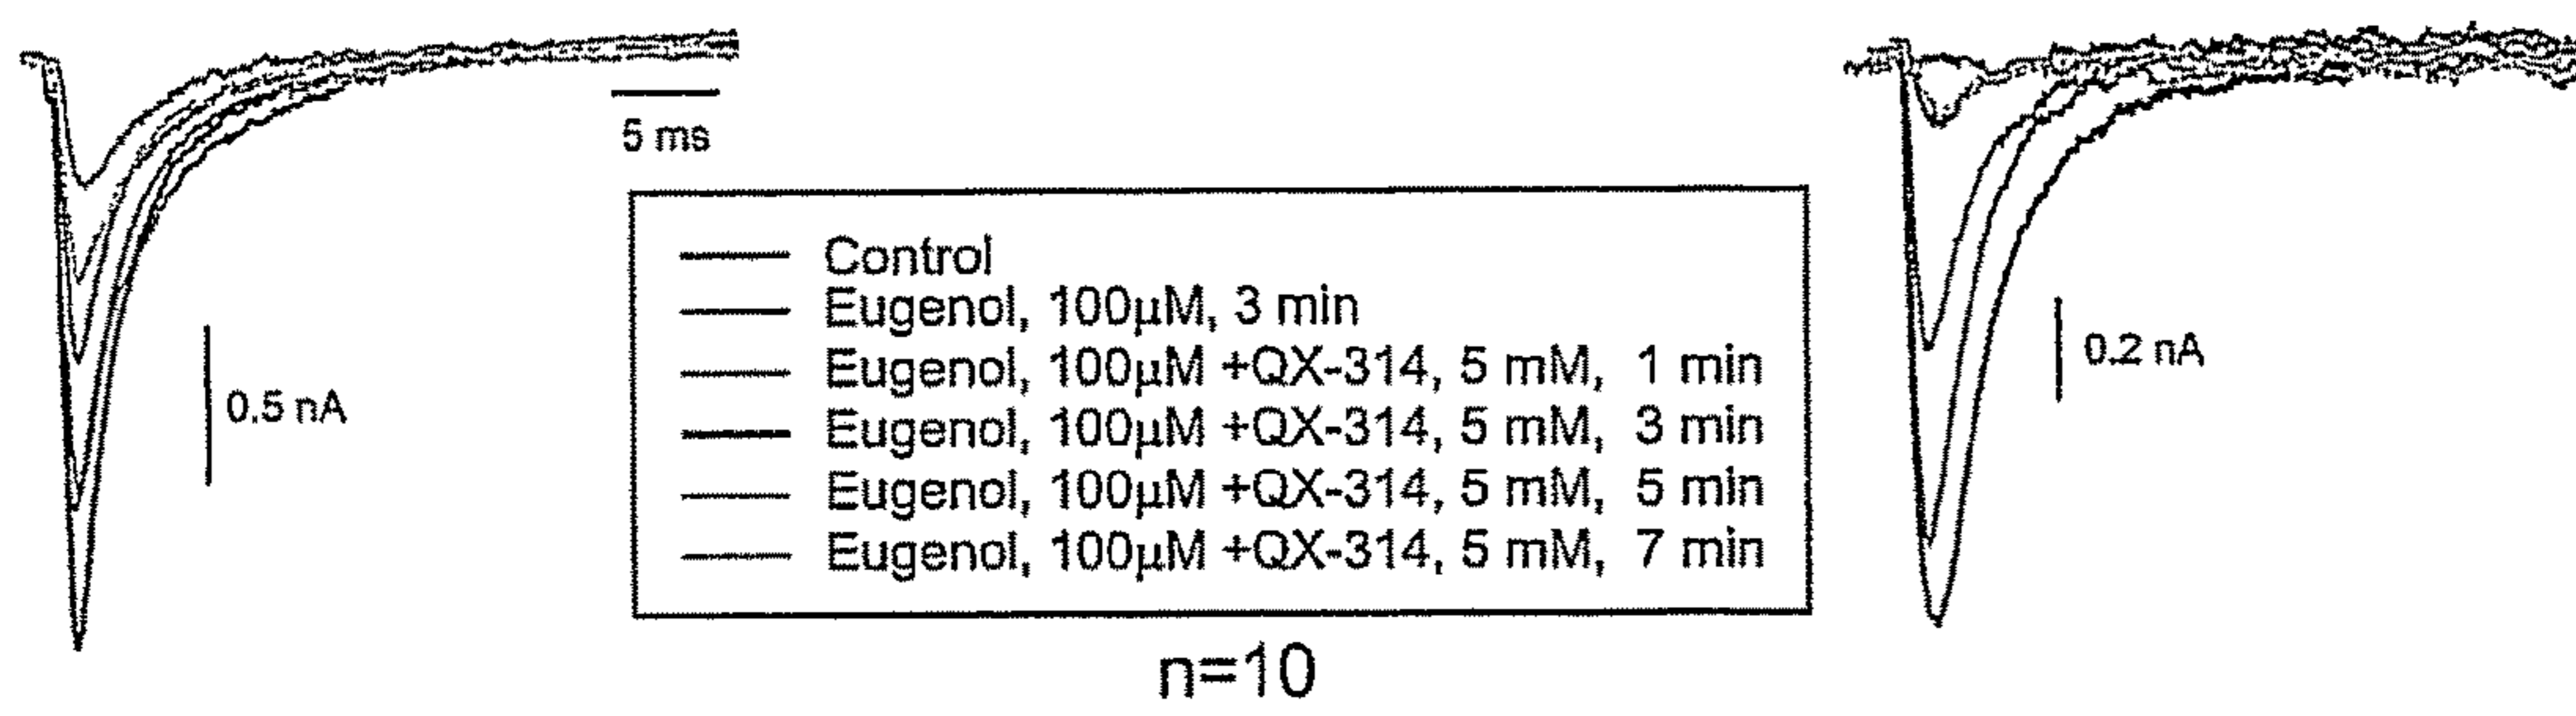 5 ms
0.5 nA
Control
Eugenol, 100µM, 3 min
Eugenol, 100µM +QX-314, 5 mM, 1 min
Eugenol, 100µM +QX-314, 5 mM, 3 min
Eugenol, 100µM +QX-314, 5 mM, 5 min
Eugenol, 100µM +QX-314, 5 mM, 7 min
n=10
0.2 nA